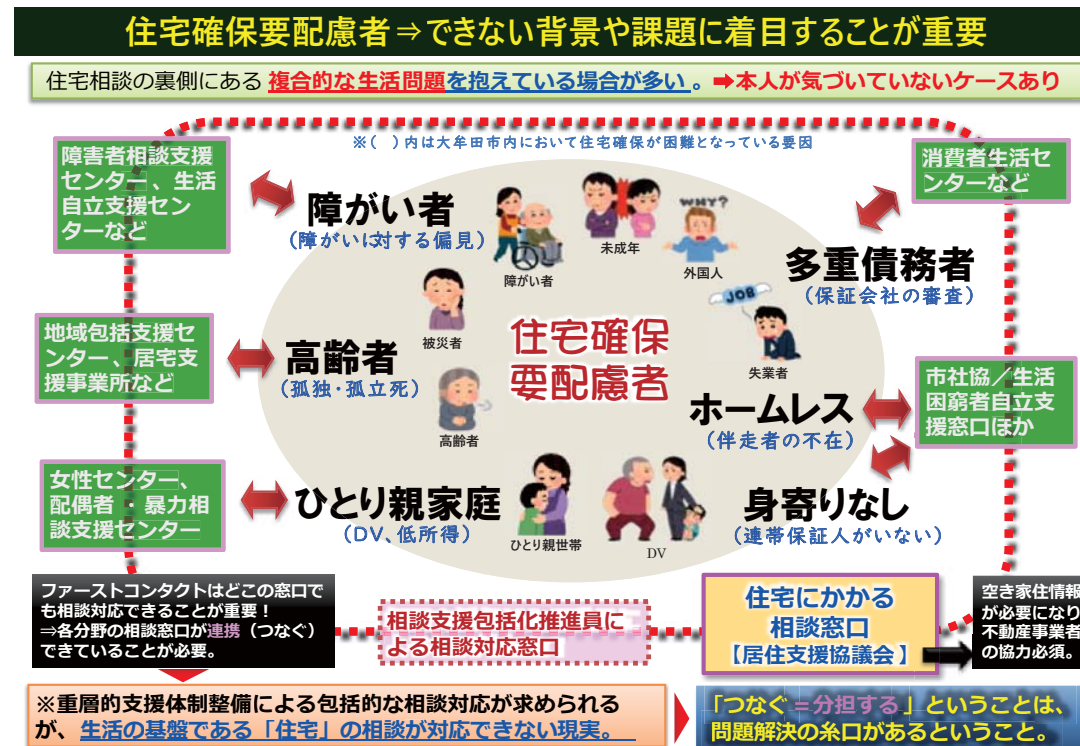 住宅確保要配慮者⇒できない背景や課題に着目することが重要
住宅相談の裏側にある 複合的な生活問題を抱えている場合が多い 。➡本人が気づいていないケースあり
※（　）内は大牟田市内において住宅確保が困難となっている要因
障害者相談支援
センター 、生活
自立支援セン
ターなど
障がい者
（障がいに対する偏見）
障がい者
未成年
WHY?
外国人
消費者生活セ
ンターなど
多重債務者
（保証会社の審査）
被災者
JOB
失業者
地域包括支援セ
ンター 、居宅支
援事業所など
高齢者
（孤独・孤立死）
高齢者
住宅確保
要配慮者
ホームレス
（伴走者の不在）
市社協／生活
困窮者自立支
援窓口ほか
女性センター、
配偶者 ・暴力相
談支援センター
ひとり親家庭
（DV、低所得）
ひとり親世帯
DV
身寄りなし
（連帯保証人がいない）
ファーストコンタクトはどこの窓口で
も相談対応できることが重要！
⇒各分野の相談窓口が連携（つなぐ）
できていることが必要。
相談支援包括化推進員に
よる相談対応窓口
住宅にかかる
相談窓口
【居住支援協議会】
空き家住情報
が必要になり
不動産事業者
の協力必須。
※重層的支援体制整備による包括的な相談対応が求められる
が、生活の基盤である「住宅」の相談が対応できない現実。
「つなぐ＝分担する」ということは、
問題解決の糸口があるということ。